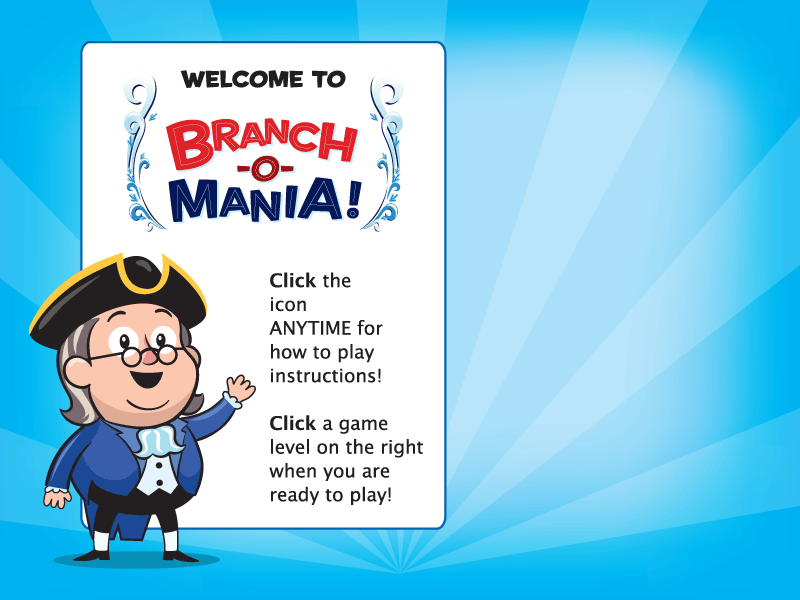 WELCOME TO
BRANCH
-O-
MANIA!
Click the
icon
ANYTIME for
how to play
instructions!
Click a game
level on the right
when you are
ready to play!